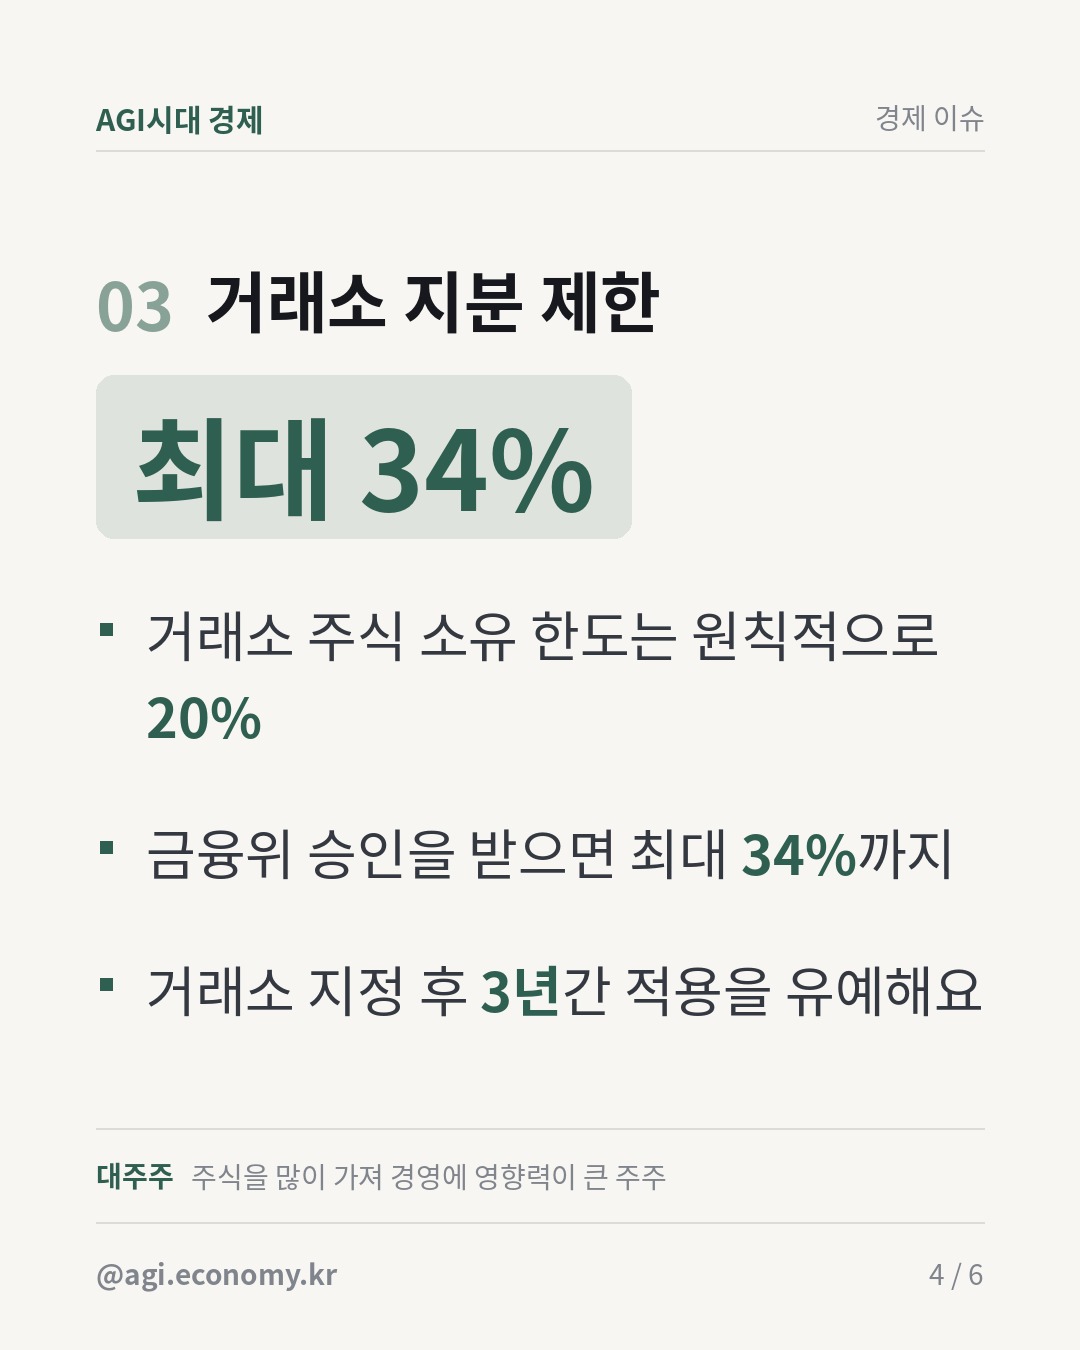 AGI시대 경제
경제 이슈
03 거래소 지분 제한
최대 34%
▪ 거래소 주식 소유 한도는 원칙적으로
20%
▪ 금융위 승인을 받으면 최대 34%까지
▪ 거래소 지정 후 3년간 적용을 유예해요
대주주 주식을 많이 가져 경영에 영향력이 큰 주주
@agi.economy.kr
4 / 6